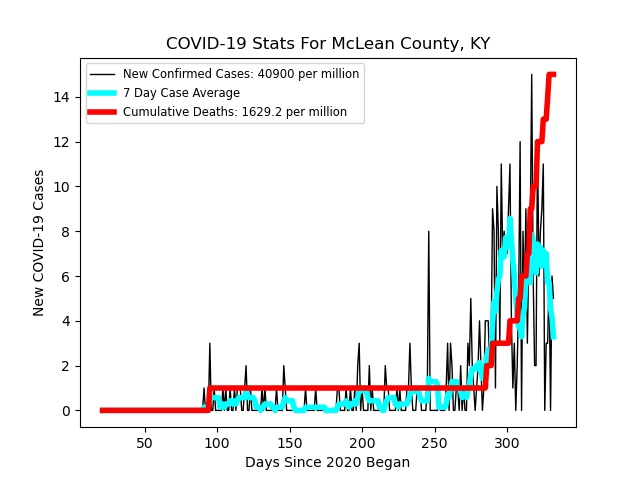 COVID-19 Stats For McLean County, KY
New Confirmed Cases: 40900 per million
7 Day Case Average
Cumulative Deaths: 1629.2 per million
New COVID-19 Cases
14
12
10
8
6
4
2
0
50
100
150
200
250
300
Days Since 2020 Began